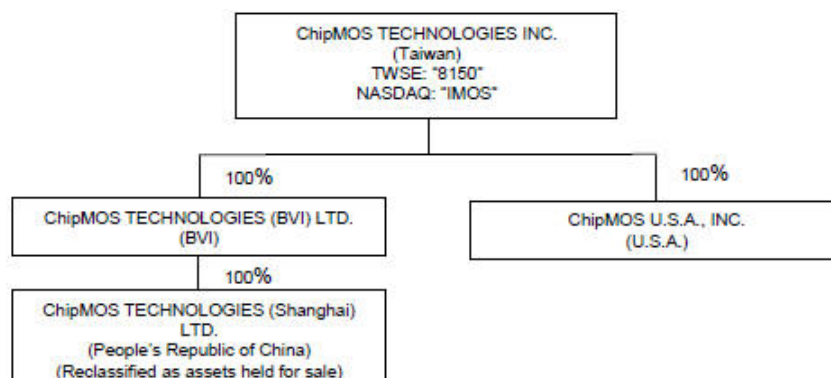 ChipMOS TECHNOLOGIES INC.
(Taiwan)
TWSE: "8150"
NASDAQ: "IMOS"
100%
100%
ChipMOS TECHNOLOGIES (BVI) LTD.
(BVI)
ChipMOS U.S.A., INC.
(U.S.A.)
100%
ChipMOS TECHNOLOGIES (Shanghai)
LTD.
(People's Republic of China)
(Reclassified as assets held for sale)